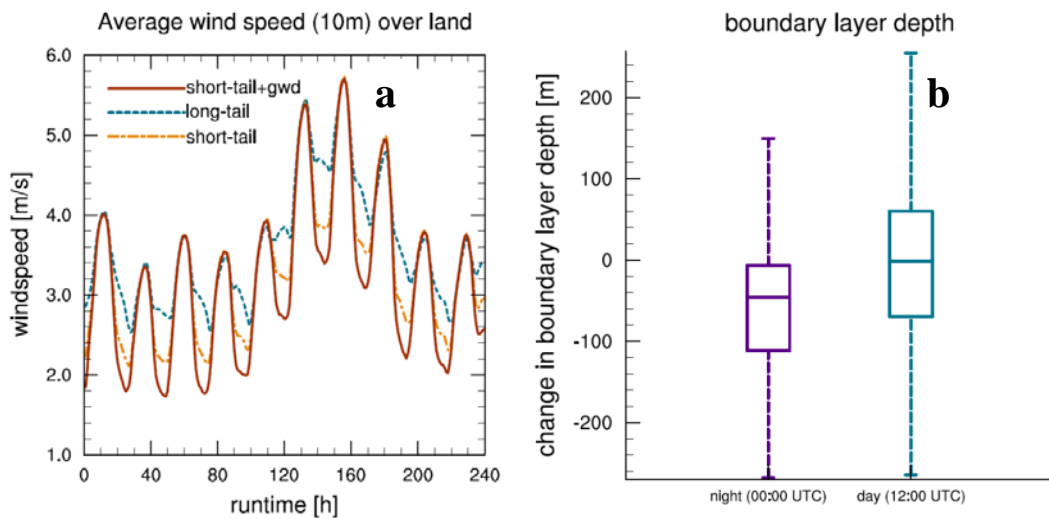 Average wind speed (10m) over land
6.0
5.0
4.0
3.0
2.0
1.0
windspeed [m/s]
short-tail+gwd
long-tail
short-tail
a
0 40 80 120 160 200 240
runtime [h]
boundary layer depth
b
200
100
0
-100
-200
change in boundary layer depth [m]
night (00:00 UTC) day (12:00 UTC)